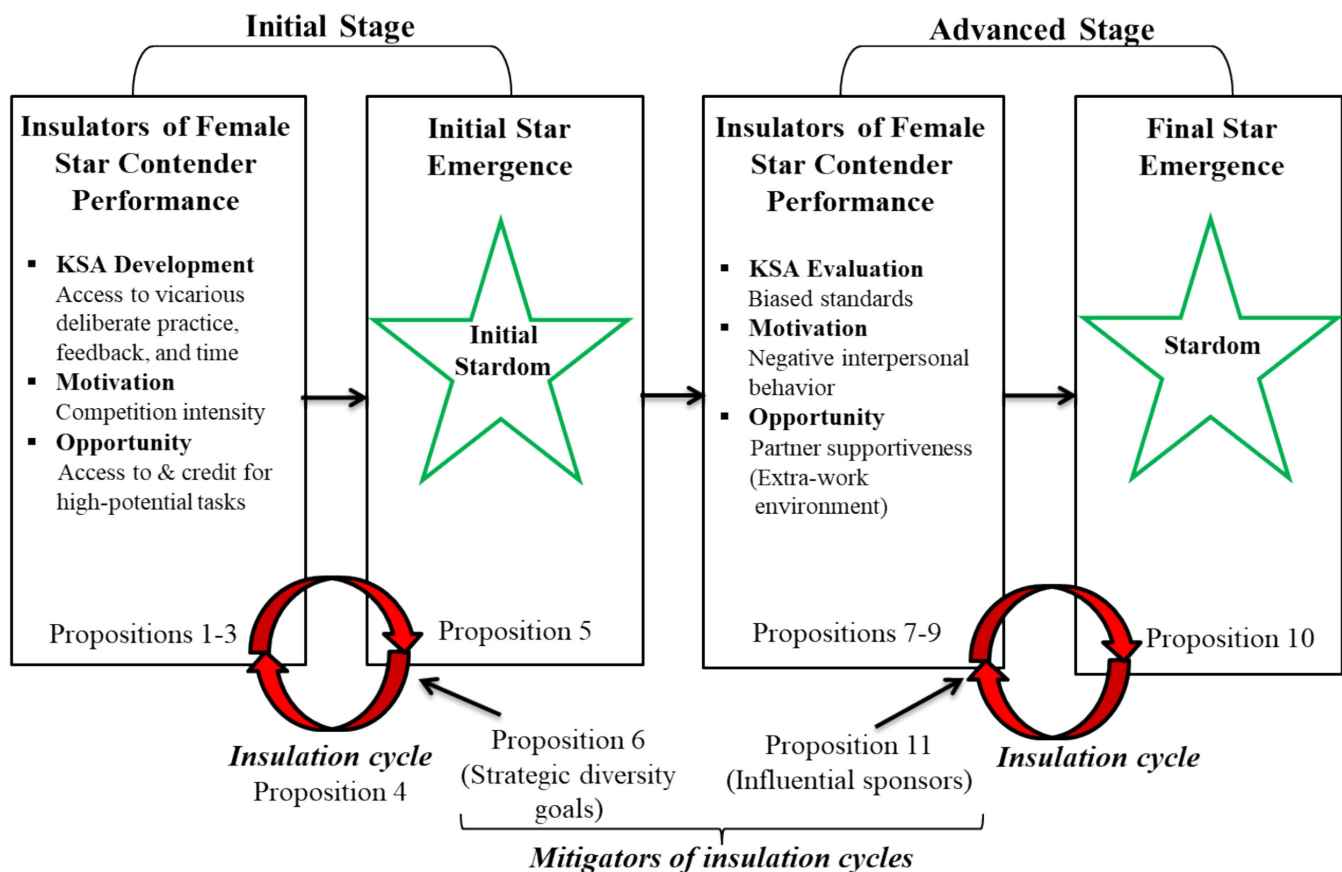 Initial Stage
Advanced Stage
Insulators of Female
Star Contender
Performance
▪ KSA Development
Access to vicarious
deliberate practice,
feedback, and time
▪ Motivation
Competition intensity
▪ Opportunity
Access to & credit for
high-potential tasks
Propositions 1-3
Initial Star
Emergence
Initial
Stardom
Proposition 5
Insulators of Female
Star Contender
Performance
▪ KSA Evaluation
Biased standards
▪ Motivation
Negative interpersonal
behavior
▪ Opportunity
Partner supportiveness
(Extra-work
environment)
Propositions 7-9
Final Star
Emergence
Stardom
Proposition 10
Insulation cycle
Proposition 4
Proposition 6
(Strategic diversity
goals)
Proposition 11
(Influential sponsors)
Insulation cycle
Mitigators of insulation cycles